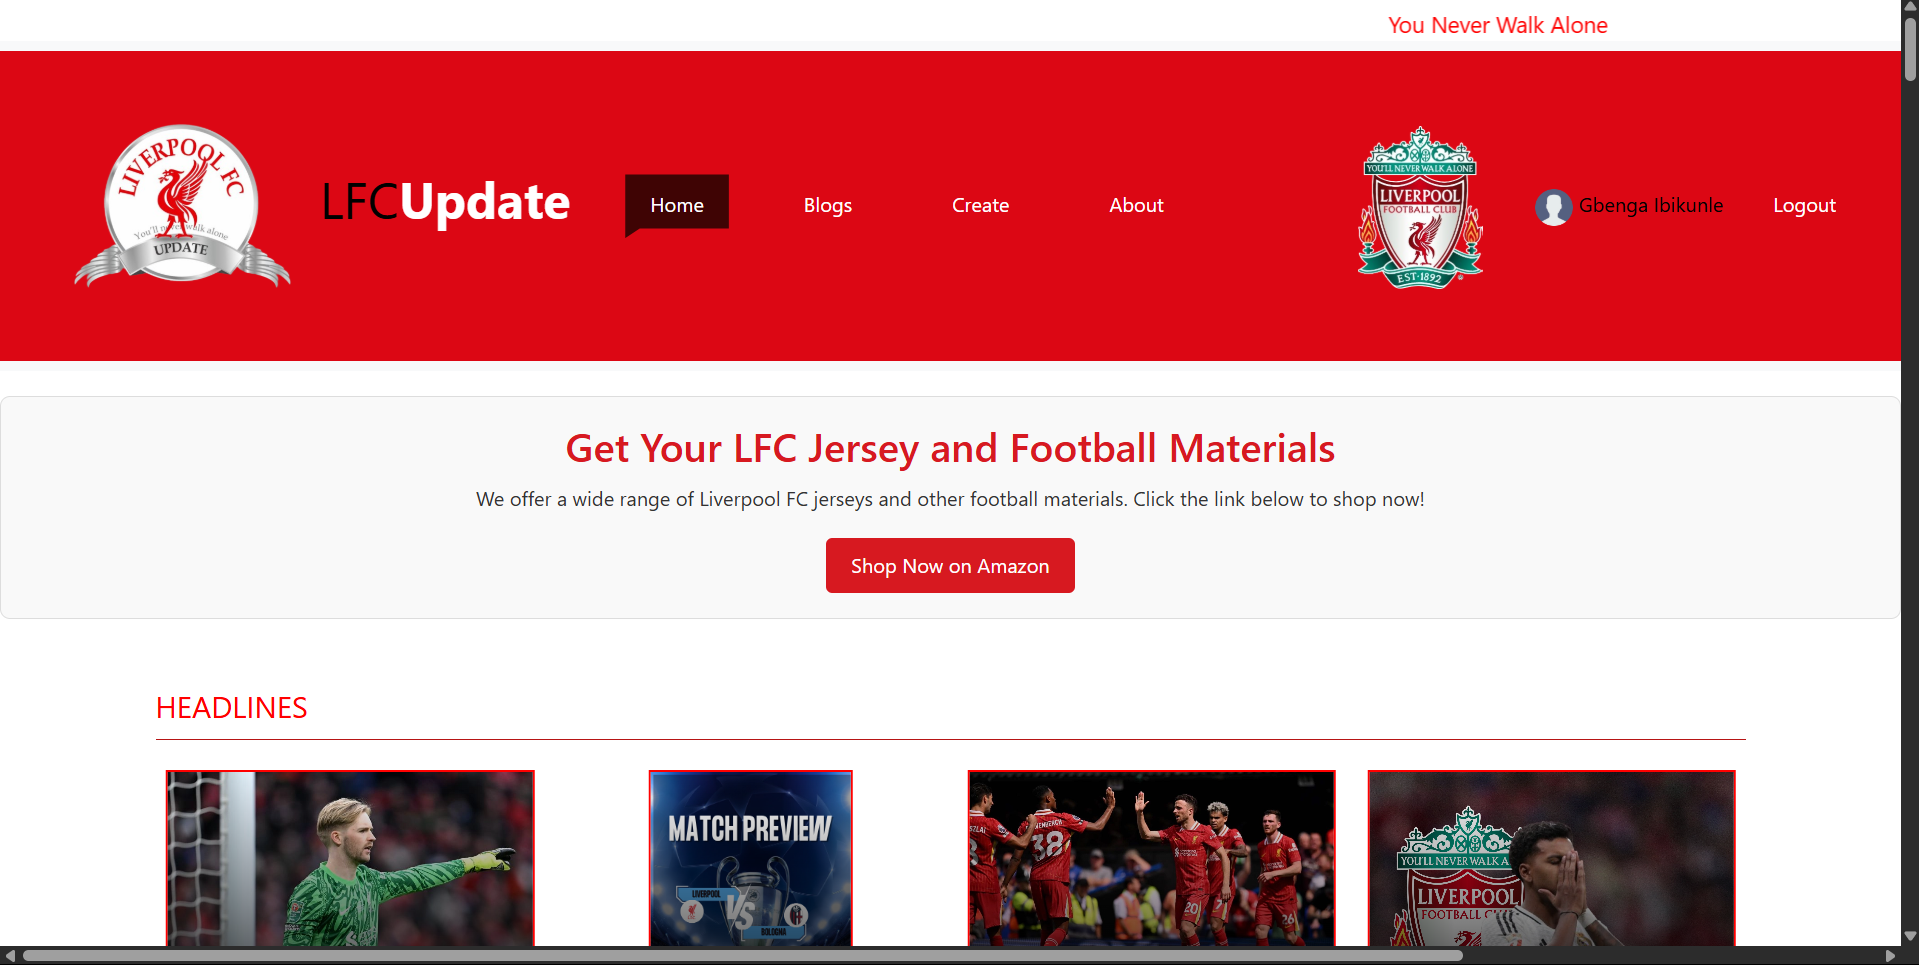 You Never Walk Alone
LIVERPOOL FC
You'll never walk alone
UPDATE
LFCUpdate
Home
Blogs
Create
About
YOU'LL NEVER WALK ALONE
LIVERPOOL
FOOTBALL CLUB
EST·1892
Gbenga Ibikunle
Logout
Get Your LFC Jersey and Football Materials
We offer a wide range of Liverpool FC jerseys and other football materials. Click the link below to shop now!
Shop Now on Amazon
HEADLINES
MATCH PREVIEW
LIVERPOOL
VS
BOLOGNA
38
20
26
YOU'LL NEVER WALK A
LIVERPOOL
FOOTBALL